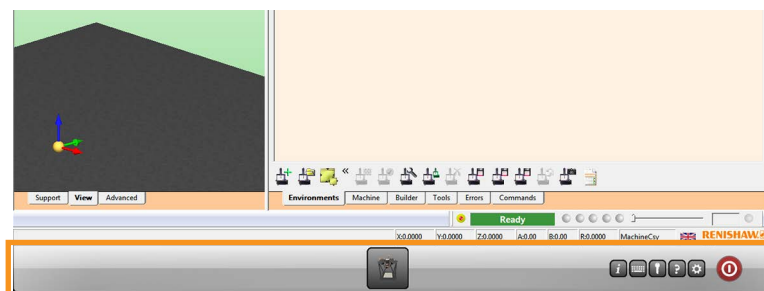 Support View Advanced
Environments Machine Builder Tools Errors Commands
Ready
X:0.0000 Y:0.0000 Z:0.0000 A:0.00 B:0.00 R:0.0000 MachineCsy RENISHAW